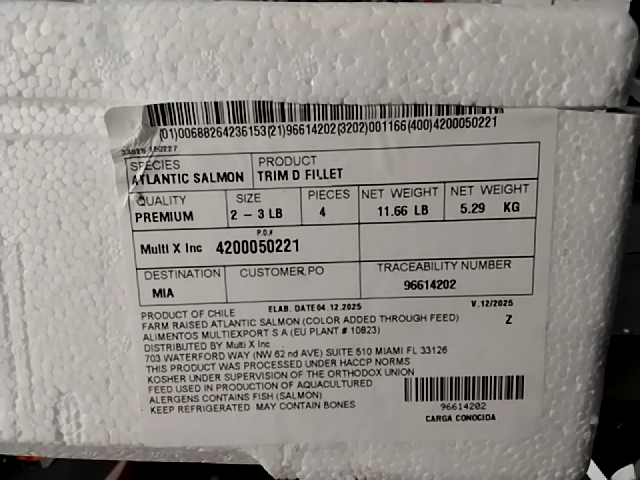 (01)00688264236153(21)96614202(3202)001166(400)4200050221
SPECIES PRODUCT
ATLANTIC SALMON TRIM D FILLET
QUALITY SIZE PIECES NET WEIGHT NET WEIGHT
PREMIUM 2 - 3 LB 4 11.66 LB 5.29 KG
P.O.#
Multi X Inc 4200050221
DESTINATION CUSTOMER PO TRACEABILITY NUMBER
MIA 96614202
PRODUCT OF CHILE ELAB. DATE 04.12.2025 V.12/2025
FARM RAISED ATLANTIC SALMON (COLOR ADDED THROUGH FEED) Z
ALIMENTOS MULTIEXPORT S A (EU PLANT # 10823)
DISTRIBUTED BY Multi X Inc
703 WATERFORD WAY (NW 62 nd AVE) SUITE 510 MIAMI FL 33126
THIS PRODUCT WAS PROCESSED UNDER HACCP NORMS
KOSHER UNDER SUPERVISION OF THE ORTHODOX UNION
FEED USED IN PRODUCTION OF AQUACULTURED
ALERGENS CONTAINS FISH (SALMON)
KEEP REFRIGERATED MAY CONTAIN BONES
96614202
CARGA CONOCIDA